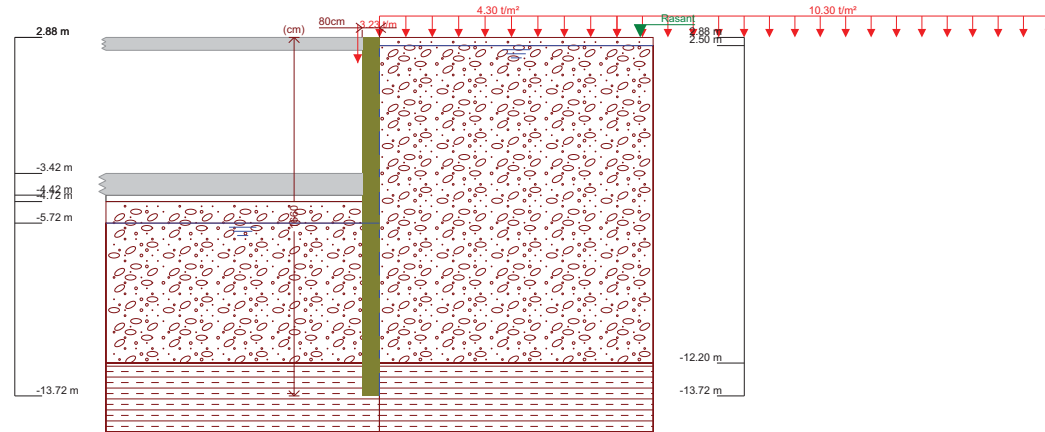 4.30 t/m²
10.30 t/m²
80cm
-3.23 t/m
(cm)
Rasant
2.88 m
2.88 m
2.50 m
-3.42 m
-4.42 m
-4.72 m
-5.72 m
1660
-12.20 m
-13.72 m
-13.72 m